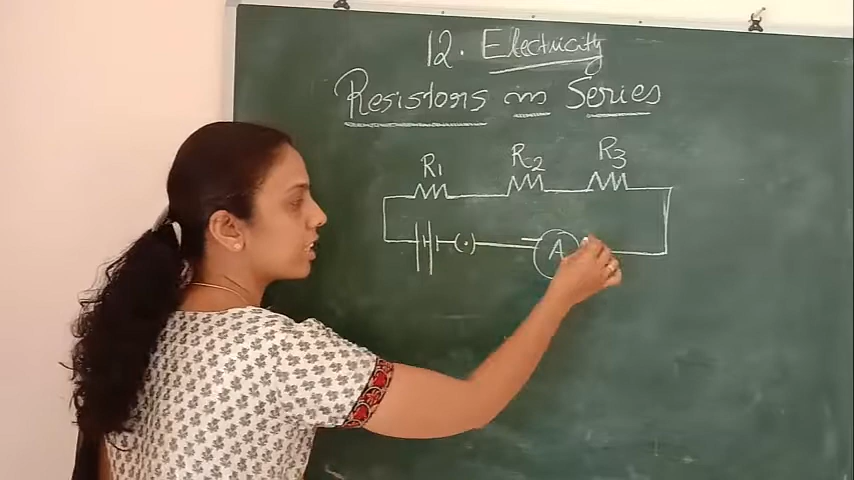 12. Electricity
Resistors in Series
R1 R2 R3
A